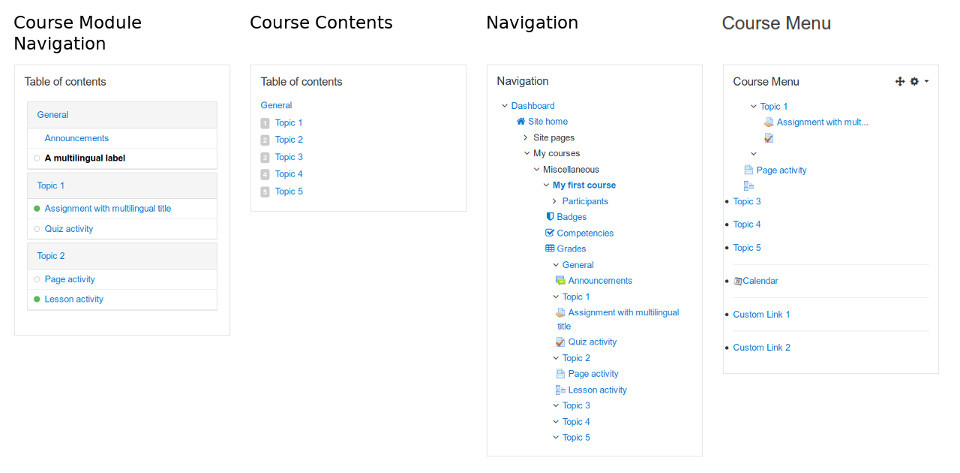 Course Module
Navigation
Table of contents
General
Announcements
A multilingual label
Topic 1
Assignment with multilingual title
Quiz activity
Topic 2
Page activity
Lesson activity
Course Contents
Table of contents
General
1 Topic 1
2 Topic 2
3 Topic 3
4 Topic 4
5 Topic 5
Navigation
Navigation
Dashboard
Site home
Site pages
My courses
Miscellaneous
My first course
Participants
Badges
Competencies
Grades
General
Announcements
Topic 1
Assignment with multilingual
title
Quiz activity
Topic 2
Page activity
Lesson activity
Topic 3
Topic 4
Topic 5
Course Menu
Course Menu
Topic 1
Assignment with mult...
Page activity
Topic 3
Topic 4
Topic 5
Calendar
Custom Link 1
Custom Link 2